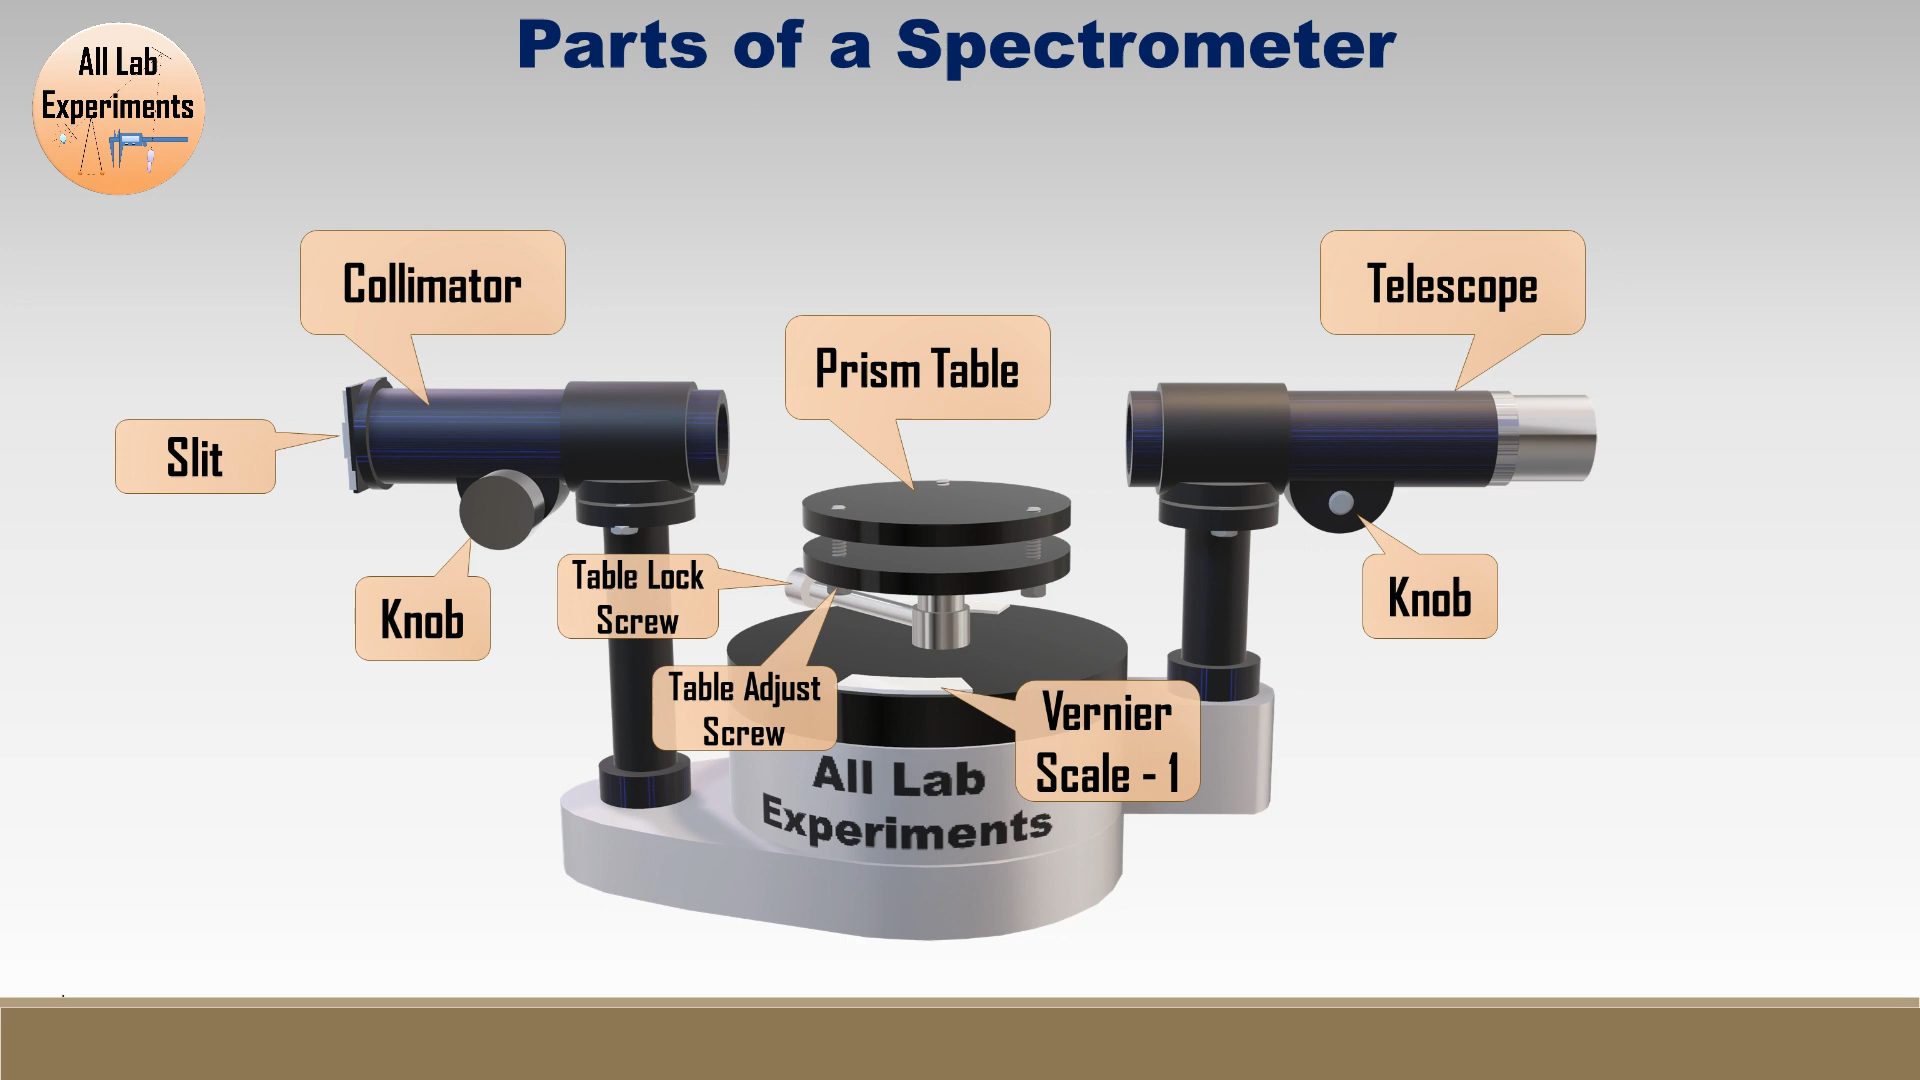 Parts of a Spectrometer
All Lab
Experiments
Collimator
Telescope
Prism Table
Slit
Table Lock
Screw
Knob
Knob
Table Adjust
Screw
Vernier
Scale - 1
All Lab
Experiments